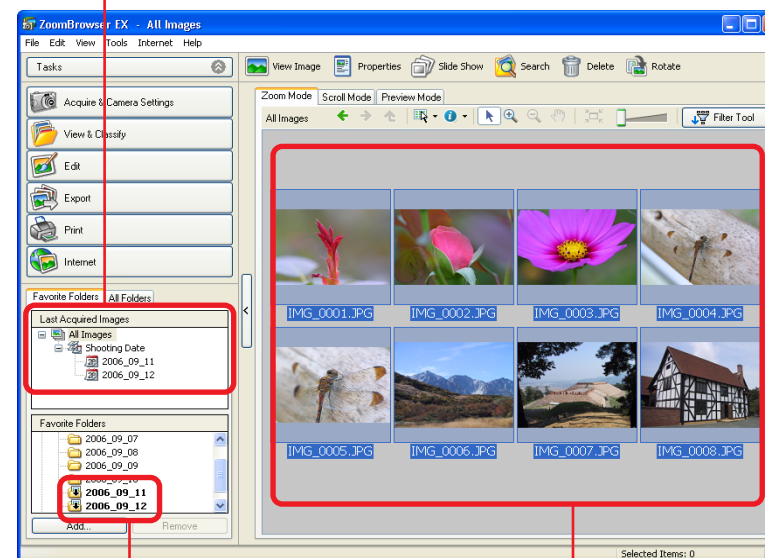 ZoomBrowser EX - All Images
File Edit View Tools Internet Help
Tasks
View Image Properties Slide Show Search Delete Rotate
Acquire & Camera Settings
View & Classify
Edit
Export
Print
Internet
Zoom Mode Scroll Mode Preview Mode
All Images
Filter Tool
IMG_0001.JPG IMG_0002.JPG IMG_0003.JPG IMG_0004.JPG
IMG_0005.JPG IMG_0006.JPG IMG_0007.JPG IMG_0008.JPG
Favorite Folders All Folders
Last Acquired Images
All Images
Shooting Date
2006_09_11
2006_09_12
Favorite Folders
2006_09_07
2006_09_08
2006_09_09
2006_09_10
2006_09_11
2006_09_12
Add... Remove
Selected Items: 0